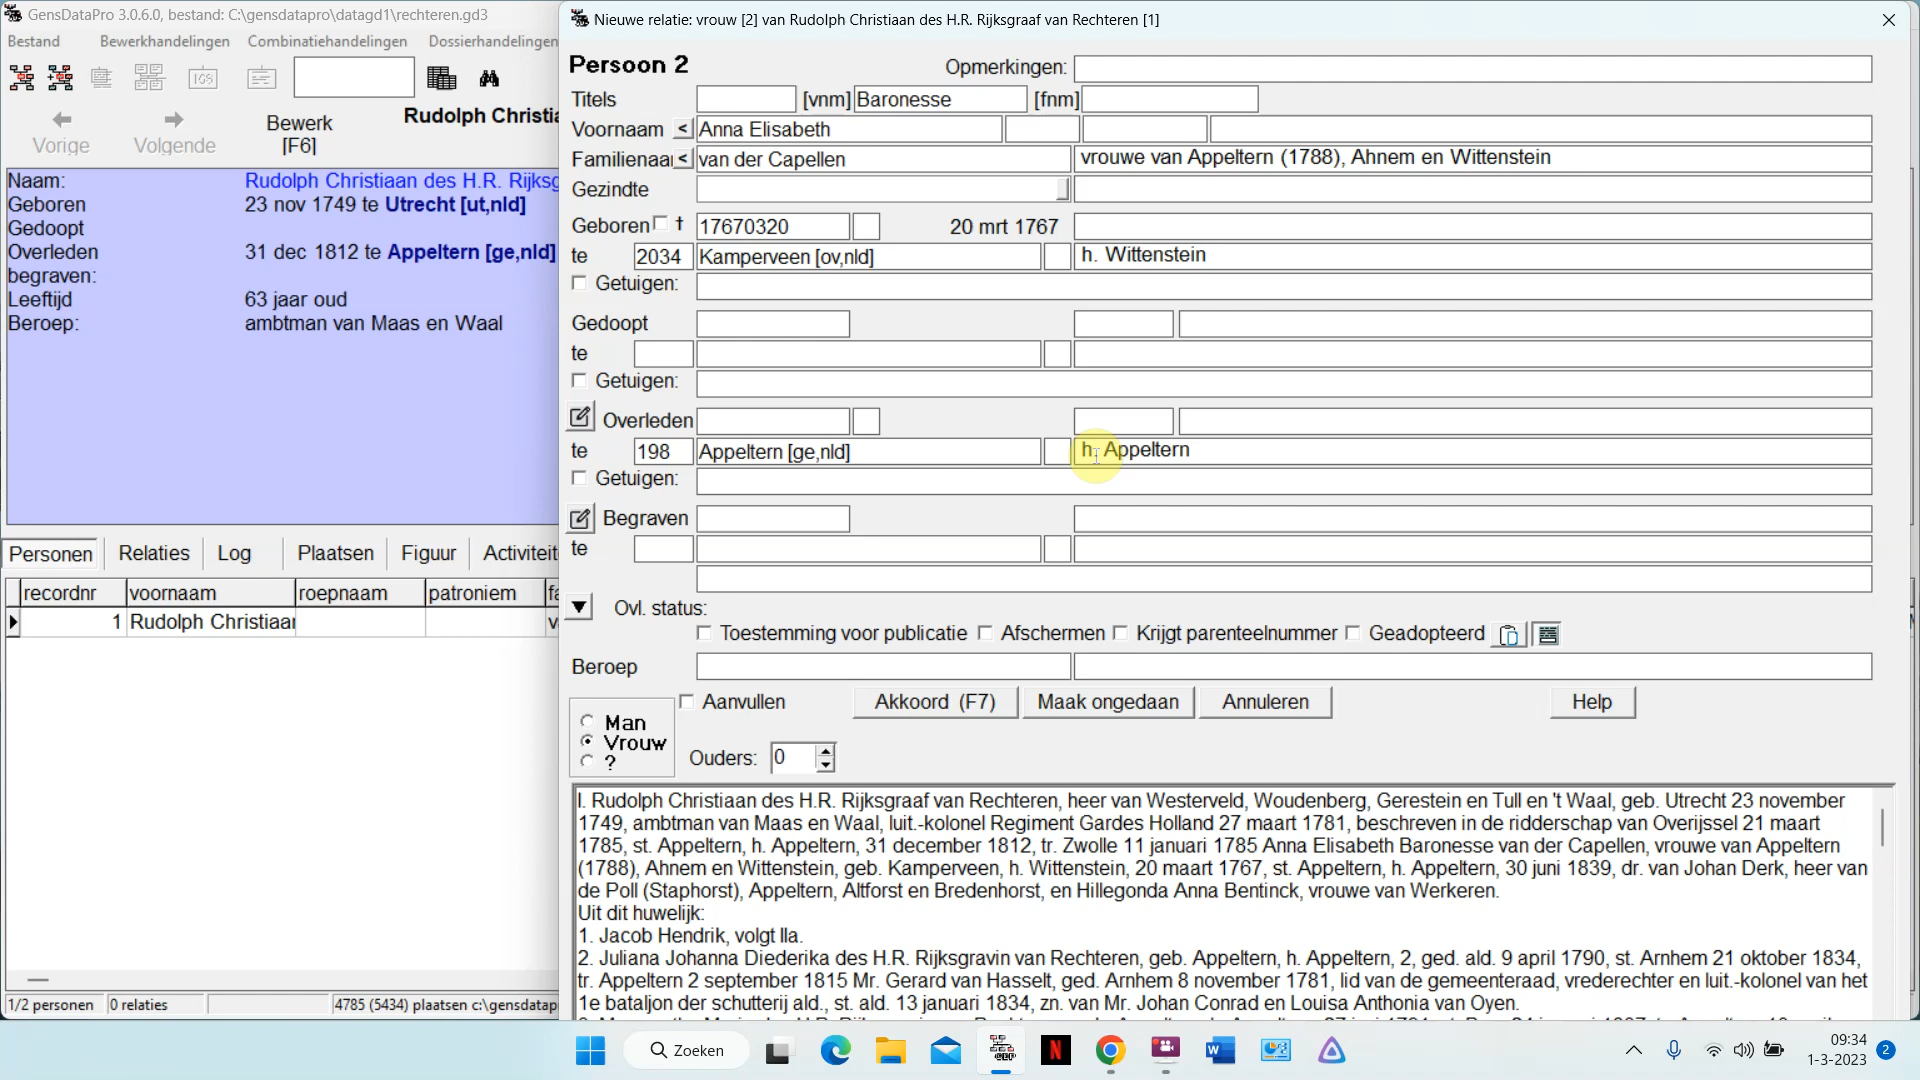 GensDataPro 3.0.6.0, bestand: C:\gensdatapro\datagd1\rechteren.gd3
Bestand Bewerkhandelingen Combinatiehandelingen Dossierhandelingen
Vorige Volgende Bewerk [F6] Rudolph Christia
Naam: Rudolph Christiaan des H.R. Rijksg
Geboren 23 nov 1749 te Utrecht [ut,nld]
Gedoopt
Overleden 31 dec 1812 te Appeltern [ge,nld]
begraven:
Leeftijd 63 jaar oud
Beroep: ambtman van Maas en Waal
Personen Relaties Log Plaatsen Figuur Activiteit
recordnr voornaam roepnaam patroniem fa
1 Rudolph Christiaan v
1/2 personen 0 relaties 4785 (5434) plaatsen c:\gensdatap
Nieuwe relatie: vrouw [2] van Rudolph Christiaan des H.R. Rijksgraaf van Rechteren [1]
Persoon 2 Opmerkingen:
Titels [vnm] Baronesse [fnm]
Voornaam < Anna Elisabeth
Familienaam < van der Capellen vrouwe van Appeltern (1788), Ahnem en Wittenstein
Gezindte
Geboren † 17670320 20 mrt 1767
te 2034 Kamperveen [ov,nld] h. Wittenstein
Getuigen:
Gedoopt
te
Getuigen:
Overleden
te 198 Appeltern [ge,nld] h. Appeltern
Getuigen:
Begraven
te
Ovl. status:
Toestemming voor publicatie Afschermen Krijgt parenteelnummer Geadopteerd
Beroep
Aanvullen Akkoord (F7) Maak ongedaan Annuleren Help
Man
Vrouw
?
Ouders: 0
I. Rudolph Christiaan des H.R. Rijksgraaf van Rechteren, heer van Westerveld, Woudenberg, Gerestein en Tull en 't Waal, geb. Utrecht 23 november
1749, ambtman van Maas en Waal, luit.-kolonel Regiment Gardes Holland 27 maart 1781, beschreven in de ridderschap van Overijssel 21 maart
1785, st. Appeltern, h. Appeltern, 31 december 1812, tr. Zwolle 11 januari 1785 Anna Elisabeth Baronesse van der Capellen, vrouwe van Appeltern
(1788), Ahnem en Wittenstein, geb. Kamperveen, h. Wittenstein, 20 maart 1767, st. Appeltern, h. Appeltern, 30 juni 1839, dr. van Johan Derk, heer van
de Poll (Staphorst), Appeltern, Altforst en Bredenhorst, en Hillegonda Anna Bentinck, vrouwe van Werkeren.
Uit dit huwelijk:
1. Jacob Hendrik, volgt IIa.
2. Juliana Johanna Diederika des H.R. Rijksgravin van Rechteren, geb. Appeltern, h. Appeltern, 2, ged. ald. 9 april 1790, st. Arnhem 21 oktober 1834,
tr. Appeltern 2 september 1815 Mr. Gerard van Hasselt, ged. Arnhem 8 november 1781, lid van de gemeenteraad, vrederechter en luit.-kolonel van het
1e bataljon der schutterij ald., st. ald. 13 januari 1834, zn. van Mr. Johan Conrad en Louisa Anthonia van Oyen.
Zoeken
09:34
1-3-2023 2